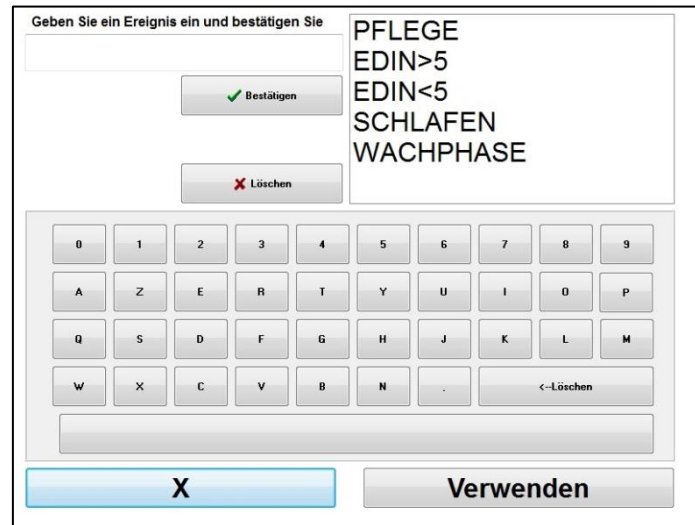 Geben Sie ein Ereignis ein und bestätigen Sie
Bestätigen
Löschen
PFLEGE
EDIN>5
EDIN<5
SCHLAFEN
WACHPHASE
0 1 2 3 4 5 6 7 8 9
A Z E R T Y U I O P
Q S D F G H J K L M
W X C V B N . <--Löschen
X Verwenden